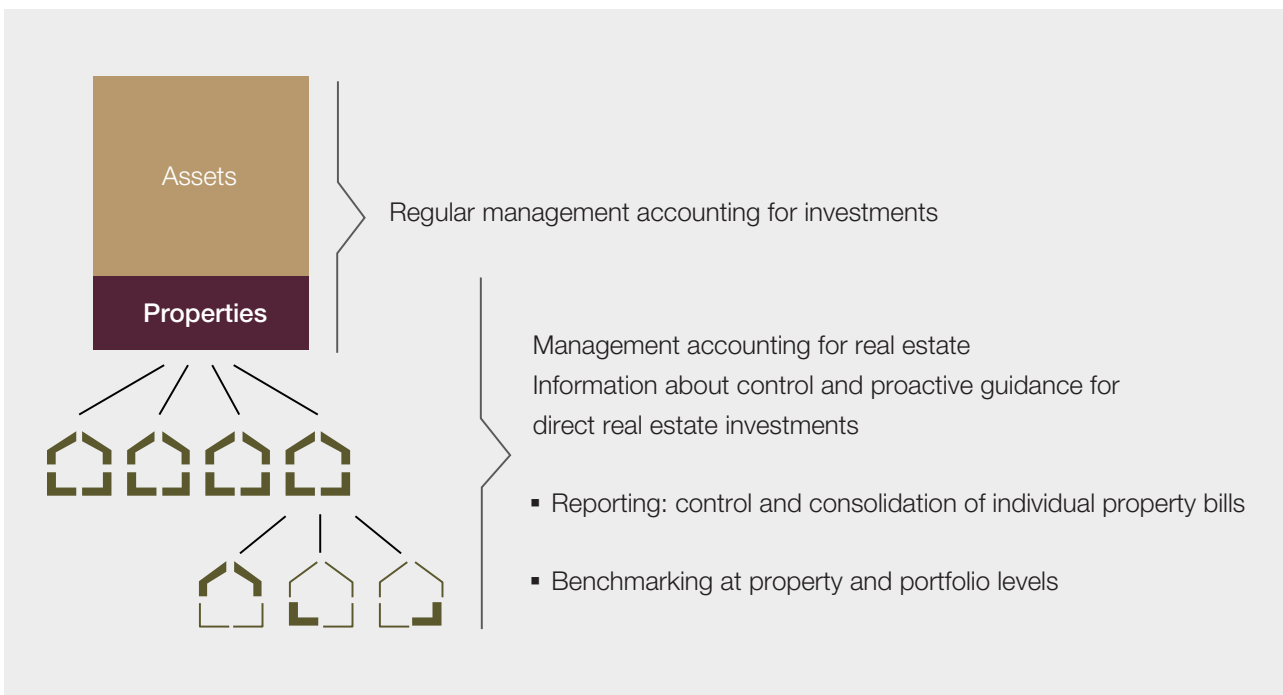 Assets
Regular management accounting for investments
Properties
Management accounting for real estate
Information about control and proactive guidance for
direct real estate investments
▪ Reporting: control and consolidation of individual property bills
▪ Benchmarking at property and portfolio levels